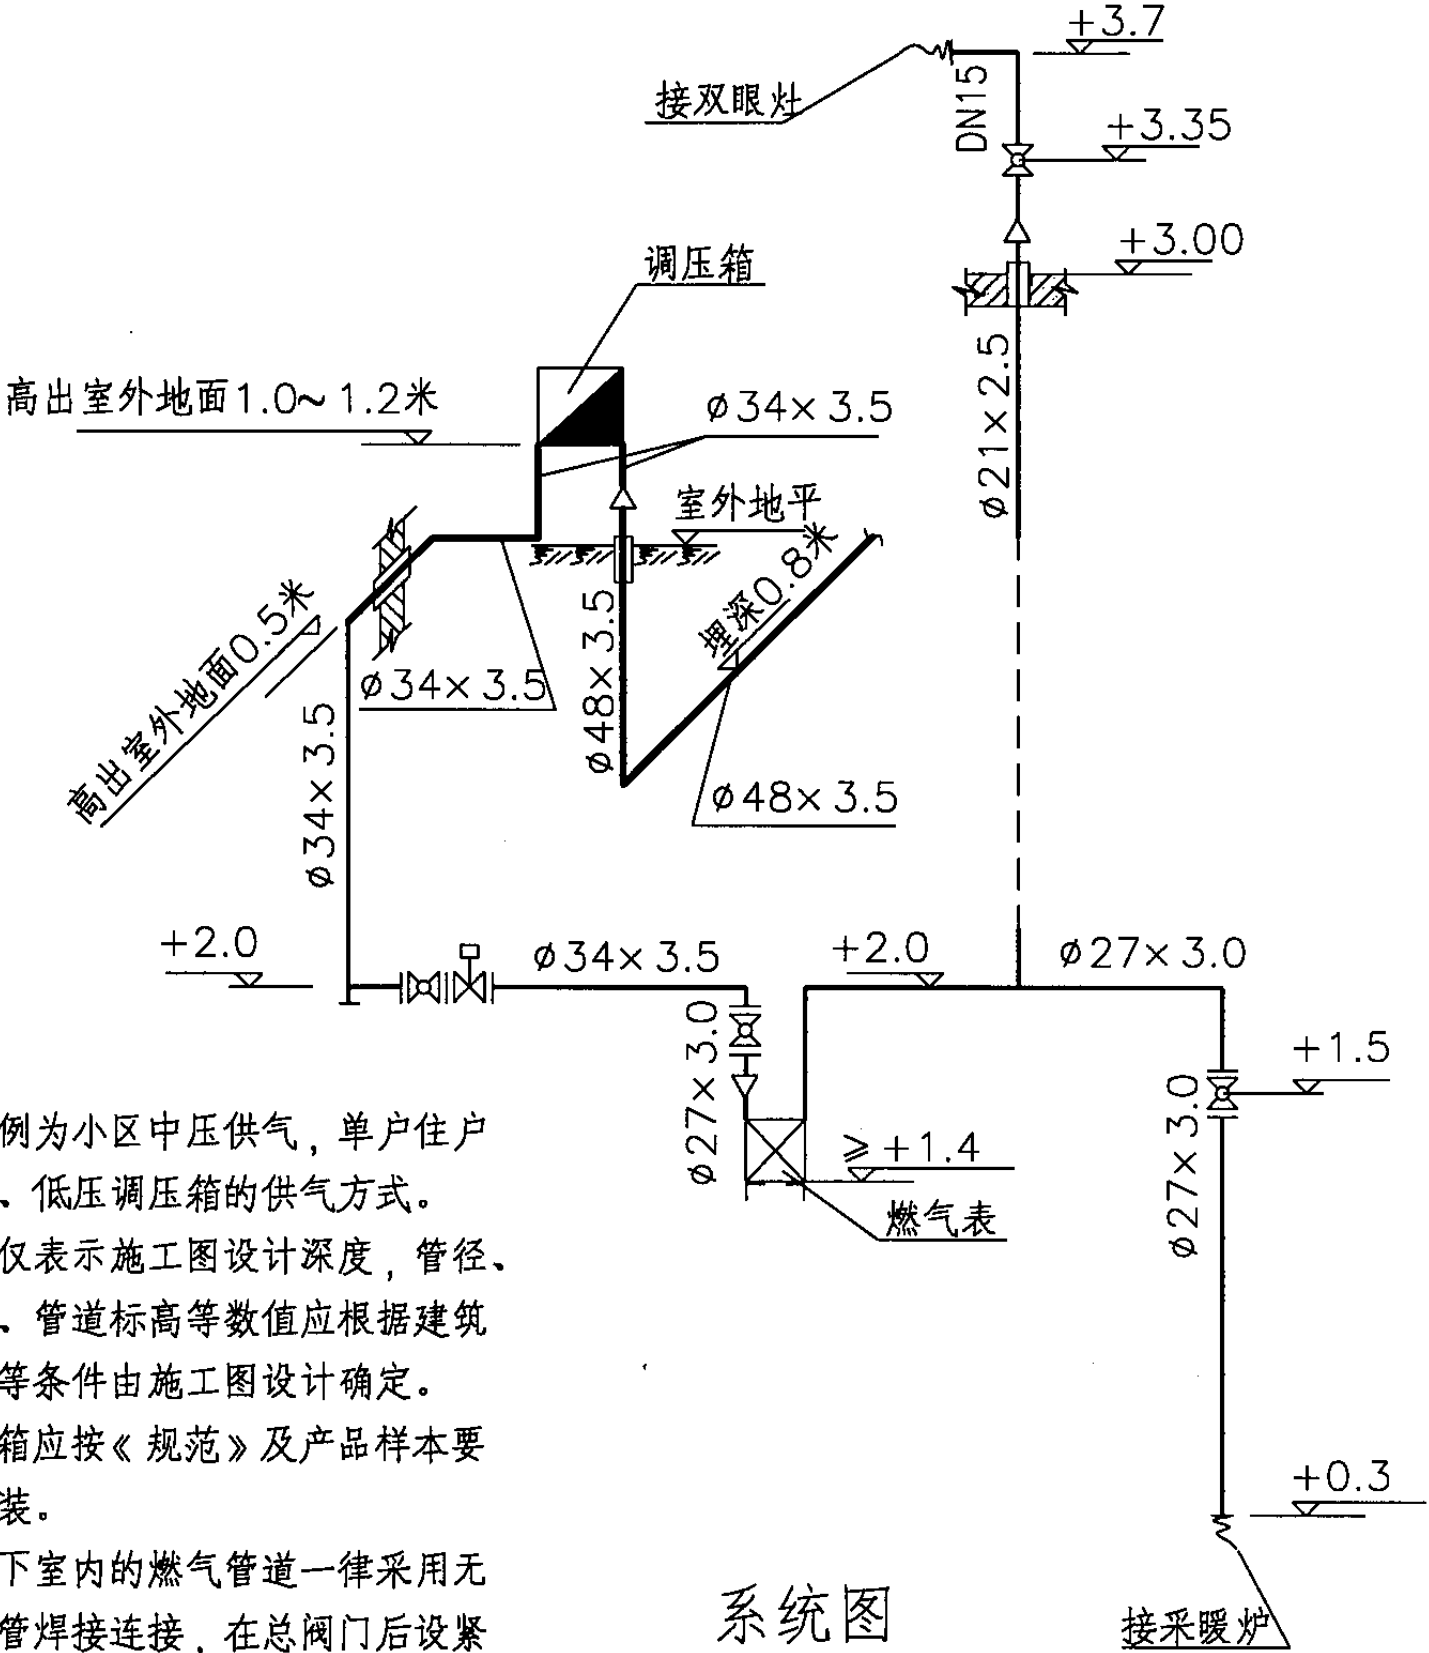 +3.7
接双眼灶
DN15
+3.35
+3.00
调压箱
高出室外地面1.0~1.2米
ø34×3.5
ø21×2.5
室外地平
埋深0.8米
高出室外地面0.5米
ø34×3.5
ø48×3.5
ø34×3.5
ø48×3.5
+2.0
ø34×3.5
+2.0
ø27×3.0
ø27×3.0
+1.5
ø27×3.0
≥+1.4
燃气表
例为小区中压供气,单户住户
、低压调压箱的供气方式。
仅表示施工图设计深度,管径、
、管道标高等数值应根据建筑
等条件由施工图设计确定。
箱应按《规范》及产品样本要
装。
下室内的燃气管道一律采用无
管焊接连接.在总阀门后设紧
+0.3
接采暖炉
系统图